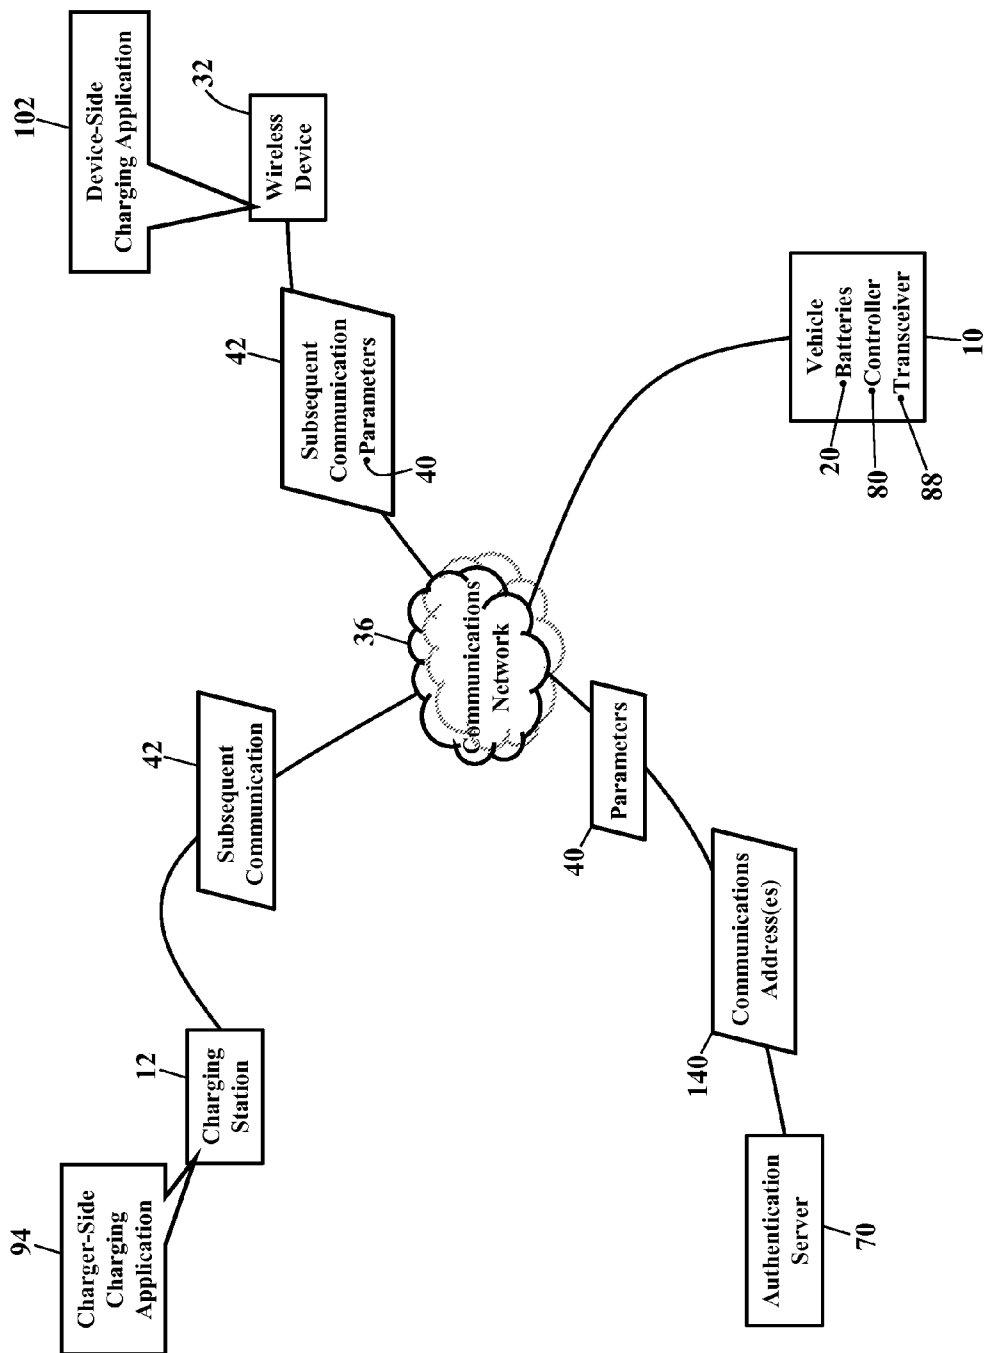 94
Charger-Side
Charging
Application
12
Charging
Station
42
Subsequent
Communication
102
Device-Side
Charging Application
32
Wireless
Device
42
Subsequent
Communication
•Parameters
40
36
Communications
Network
40
Parameters
140
Communications
Address(es)
Authentication
Server
70
Vehicle
•Batteries
•Controller
•Transceiver
20
80
88
10